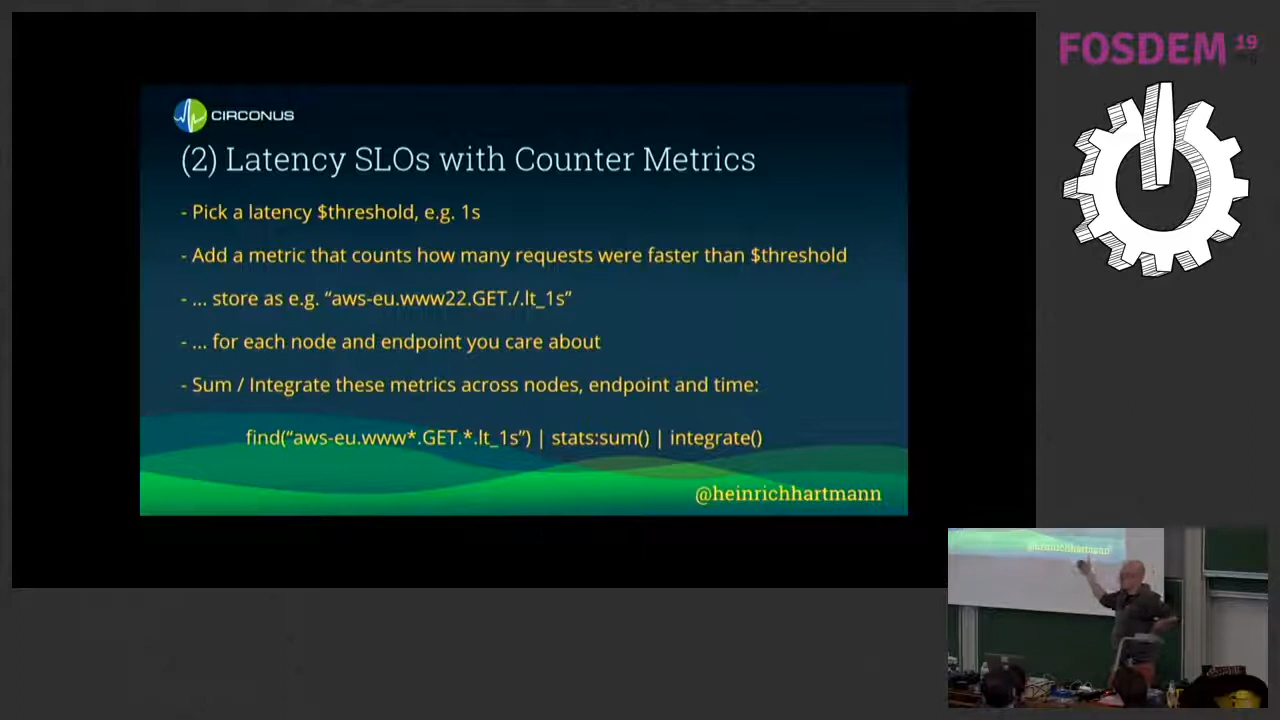 CIRCONUS
(2) Latency SLOs with Counter Metrics
- Pick a latency $threshold, e.g. 1s
- Add a metric that counts how many requests were faster than $threshold
- ... store as e.g. “aws-eu.www22.GET./.lt_1s”
- ... for each node and endpoint you care about
- Sum / Integrate these metrics across nodes, endpoint and time:
find(“aws-eu.www*.GET.*.lt_1s”) | stats:sum() | integrate()
@heinrichhartmann
FOSDEM 19
@heinrichhartmann